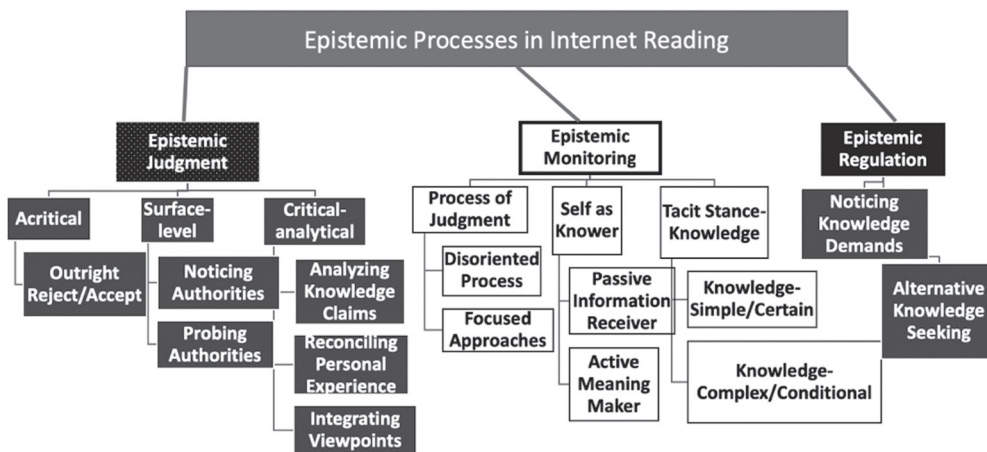 Epistemic Processes in Internet Reading
Epistemic
Judgment
Acritical
Outright
Reject/Accept
Surface-
level
Noticing
Authorities
Probing
Authorities
Critical-
analytical
Analyzing
Knowledge
Claims
Reconciling
Personal
Experience
Integrating
Viewpoints
Epistemic
Monitoring
Process of
Judgment
Disoriented
Process
Focused
Approaches
Self as
Knower
Passive
Information
Receiver
Active
Meaning
Maker
Tacit Stance-
Knowledge
Knowledge-
Simple/Certain
Knowledge-
Complex/Conditional
Epistemic
Regulation
Noticing
Knowledge
Demands
Alternative
Knowledge
Seeking